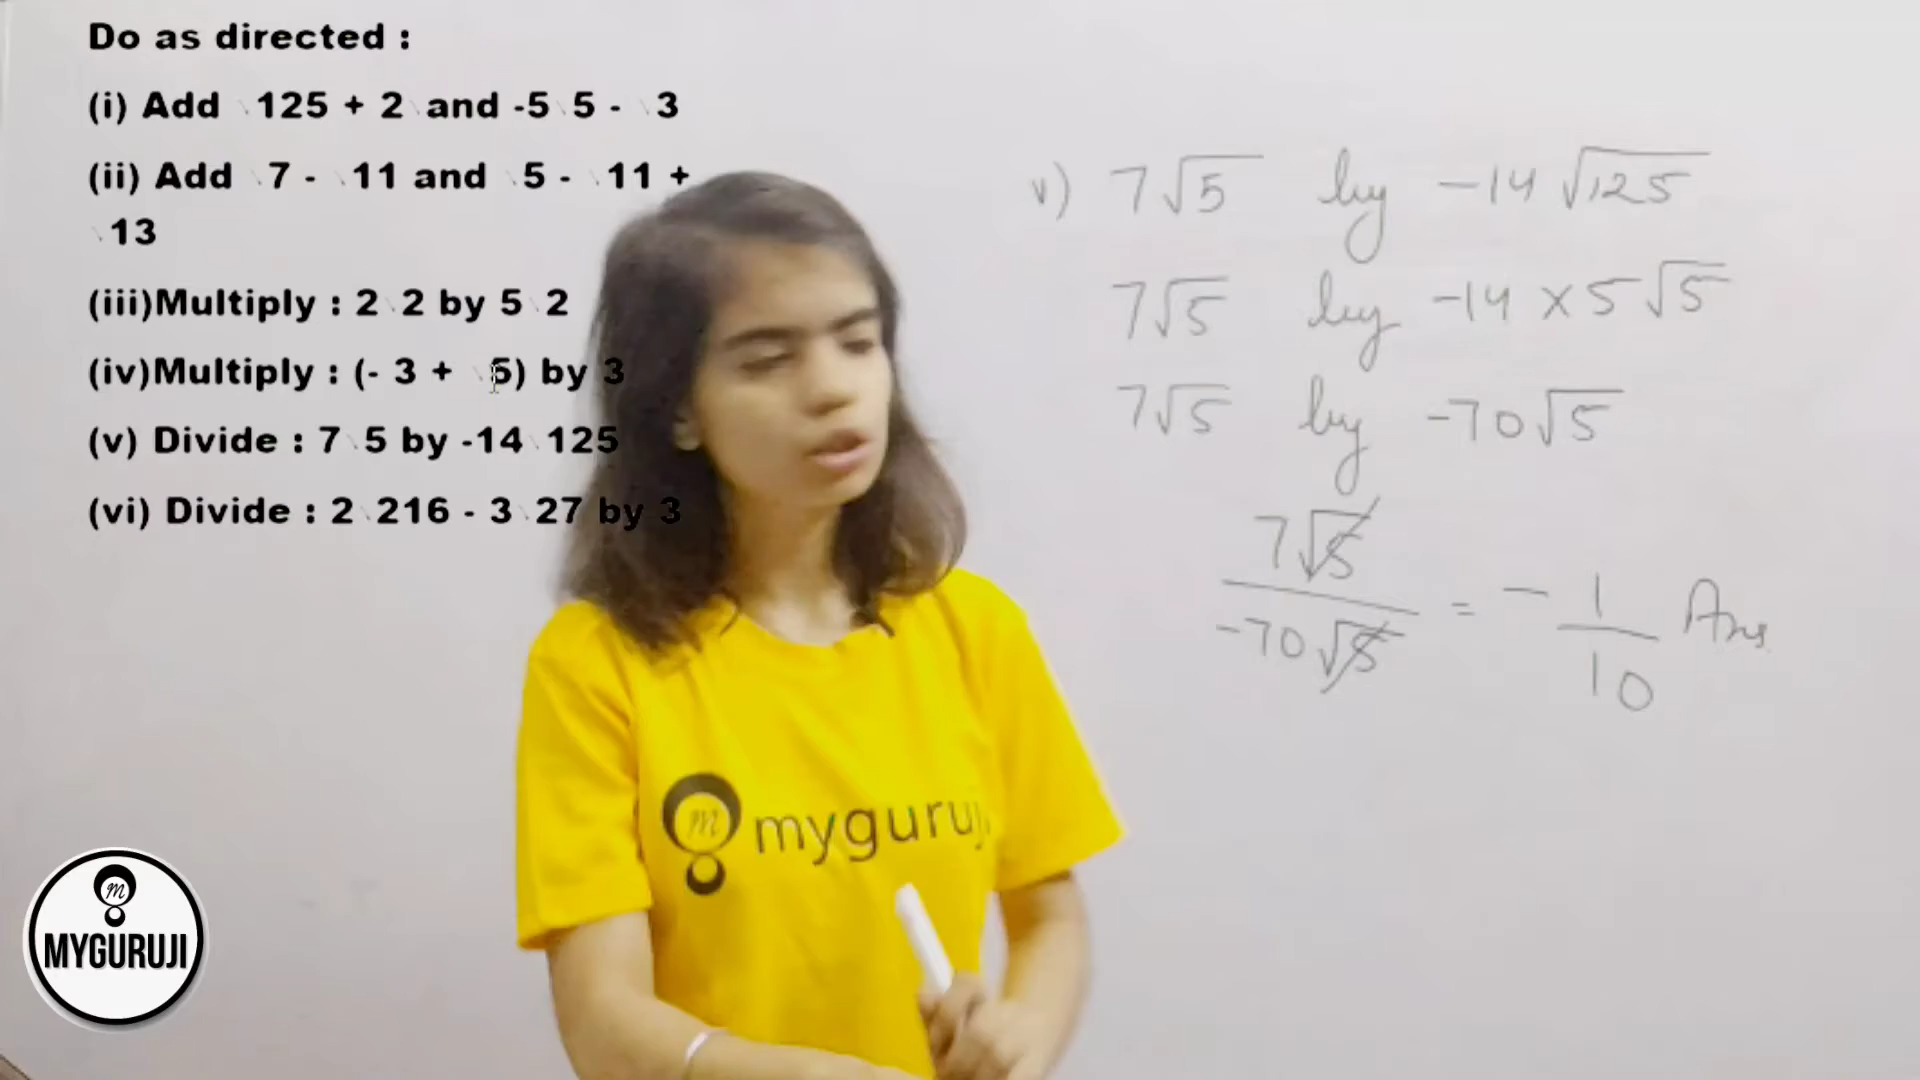 Do as directed :
(i) Add \125 + 2\ and -5\5 - \3
(ii) Add \7 - \11 and \5 - \11 +
\13
(iii)Multiply : 2\2 by 5\2
(iv)Multiply : (- 3 + \5) by 3
(v) Divide : 7\5 by -14\125
(vi) Divide : 2\216 - 3\27 by 3
v) 7√5 by -14√125
7√5 by -14 × 5√5
7√5 by -70√5
7√5
-70√5
= - 1
10
Ans
myguruji
m
m
MYGURUJI